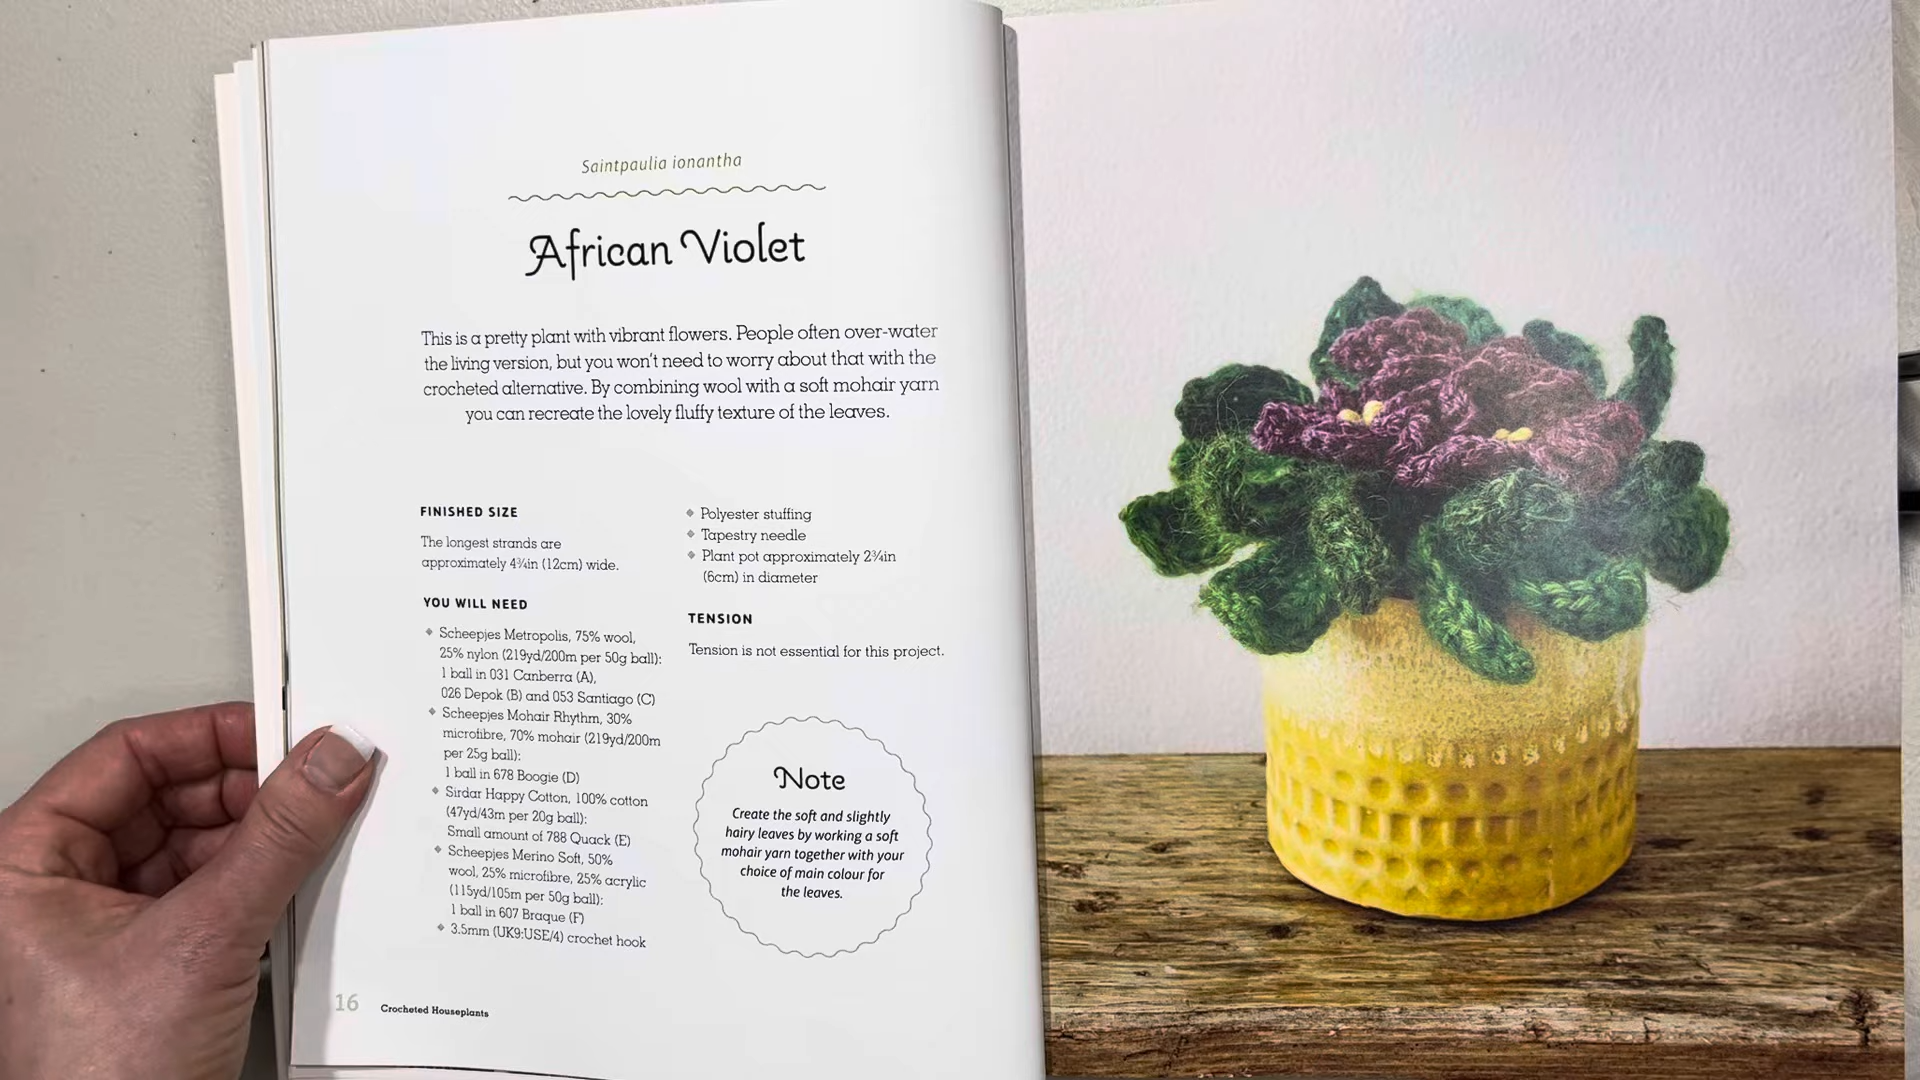 Saintpaulia ionantha
African Violet
This is a pretty plant with vibrant flowers. People often over-water
the living version, but you won't need to worry about that with the
crocheted alternative. By combining wool with a soft mohair yarn
you can recreate the lovely fluffy texture of the leaves.
FINISHED SIZE
The longest strands are
approximately 4¾in (12cm) wide.
YOU WILL NEED
Scheepjes Metropolis, 75% wool,
25% nylon (219yd/200m per 50g ball):
1 ball in 031 Canberra (A),
026 Depok (B) and 053 Santiago (C)
Scheepjes Mohair Rhythm, 30%
microfibre, 70% mohair (219yd/200m
per 25g ball):
1 ball in 678 Boogie (D)
Sirdar Happy Cotton, 100% cotton
(47yd/43m per 20g ball):
Small amount of 788 Quack (E)
Scheepjes Merino Soft, 50%
wool, 25% microfibre, 25% acrylic
(115yd/105m per 50g ball):
1 ball in 607 Braque (F)
3.5mm (UK9:USE/4) crochet hook
Polyester stuffing
Tapestry needle
Plant pot approximately 2¾in
(6cm) in diameter
TENSION
Tension is not essential for this project.
Note
Create the soft and slightly
hairy leaves by working a soft
mohair yarn together with your
choice of main colour for
the leaves.
16 Crocheted Houseplants